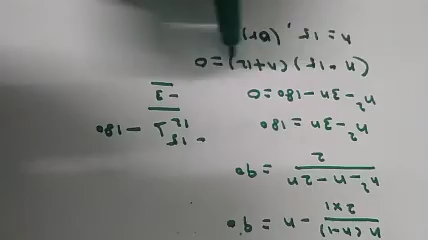 n(n-1)/2×1 - n = 90
n²-n-2n/2 = 90
n²-3n=180
n²-3n-180=0
(n-15)(n+12)=0
n=15, (or)
-15
12
-180
-3